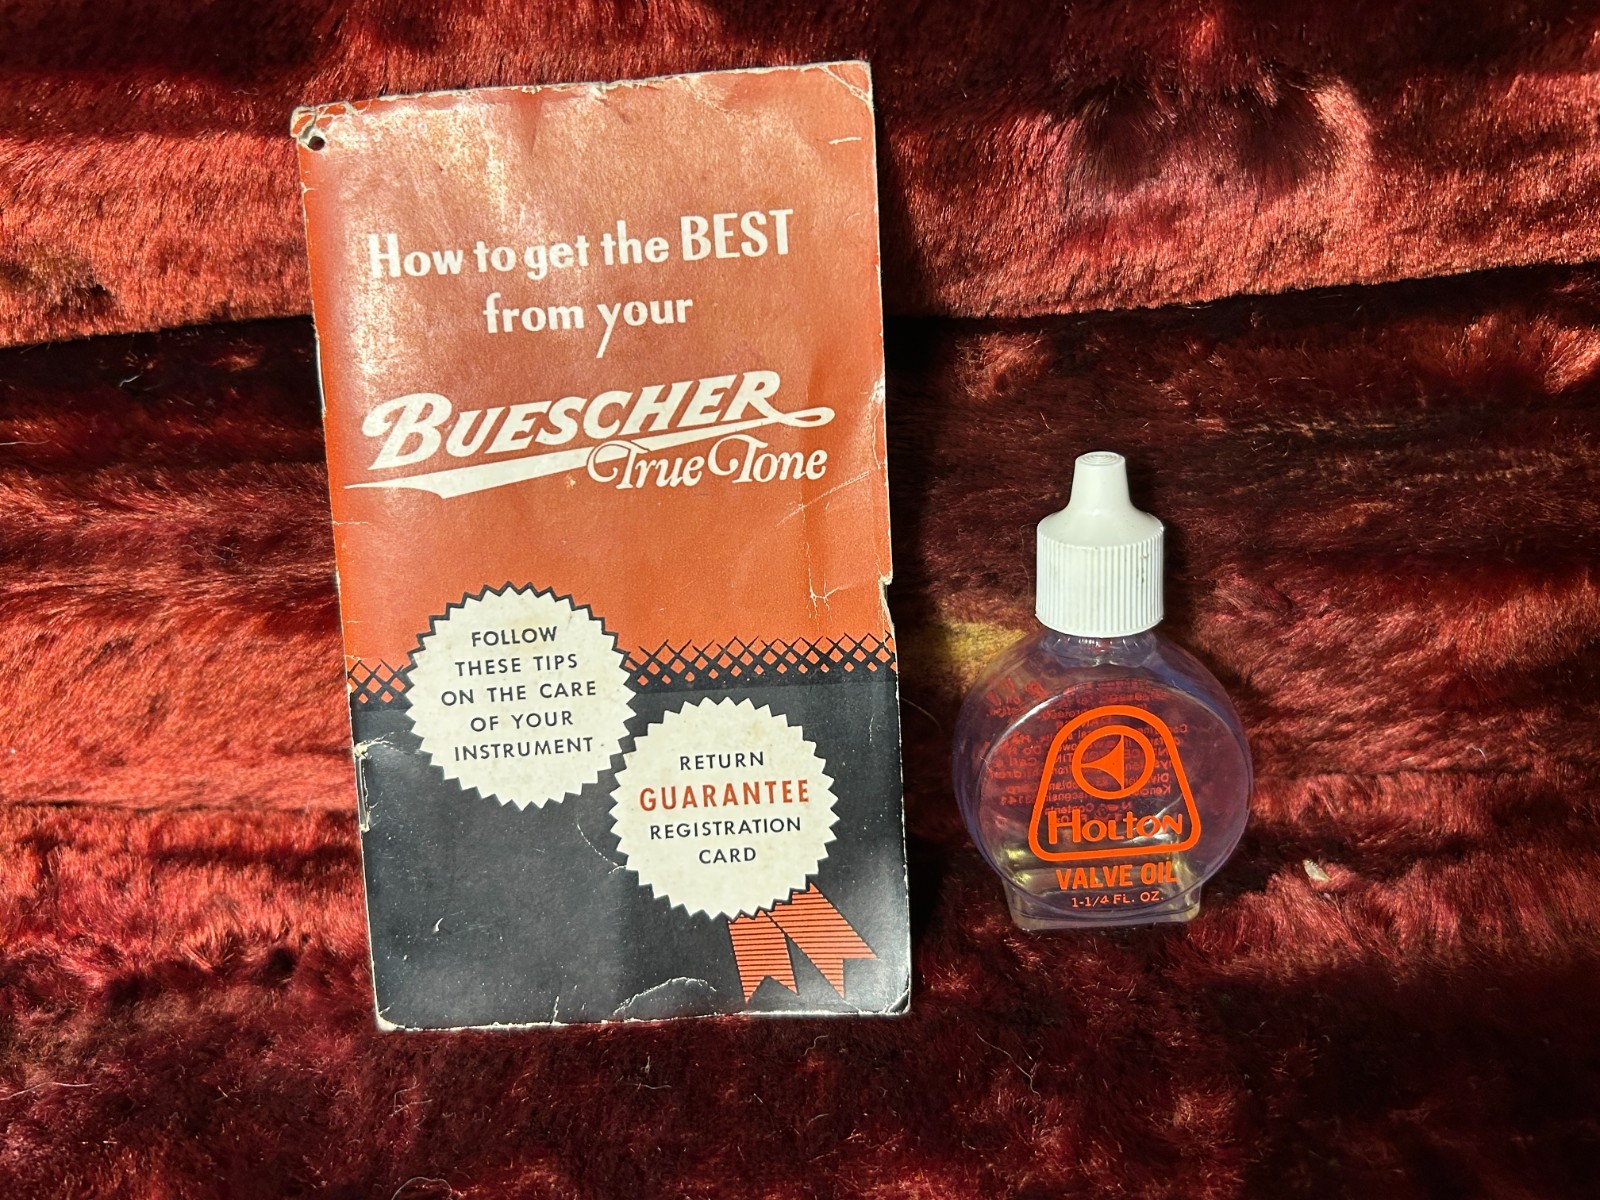 How to get the BEST
from your
BUESCHER
True Tone
FOLLOW
THESE TIPS
ON THE CARE
OF YOUR
INSTRUMENT
RETURN
GUARANTEE
REGISTRATION
CARD
HOLTON
VALVE OIL
1-1/4 FL. OZ.